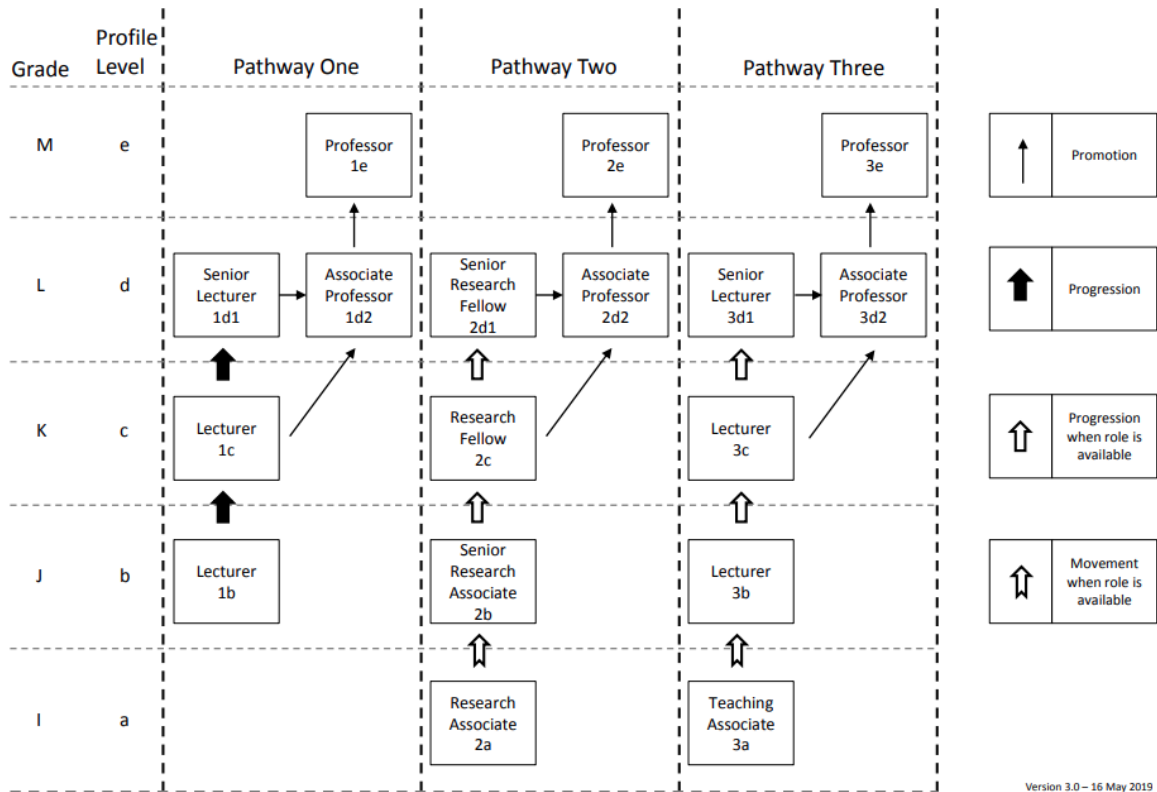 Grade
Profile
Level
Pathway One
Pathway Two
Pathway Three
M
e
Professor
1e
Professor
2e
Professor
3e
Promotion
L
d
Senior
Lecturer
1d1
Associate
Professor
1d2
Senior
Research
Fellow
2d1
Associate
Professor
2d2
Senior
Lecturer
3d1
Associate
Professor
3d2
Progression
K
c
Lecturer
1c
Research
Fellow
2c
Lecturer
3c
Progression
when role is
available
J
b
Lecturer
1b
Senior
Research
Associate
2b
Lecturer
3b
Movement
when role is
available
I
a
Research
Associate
2a
Teaching
Associate
3a
Version 3.0 – 16 May 2019